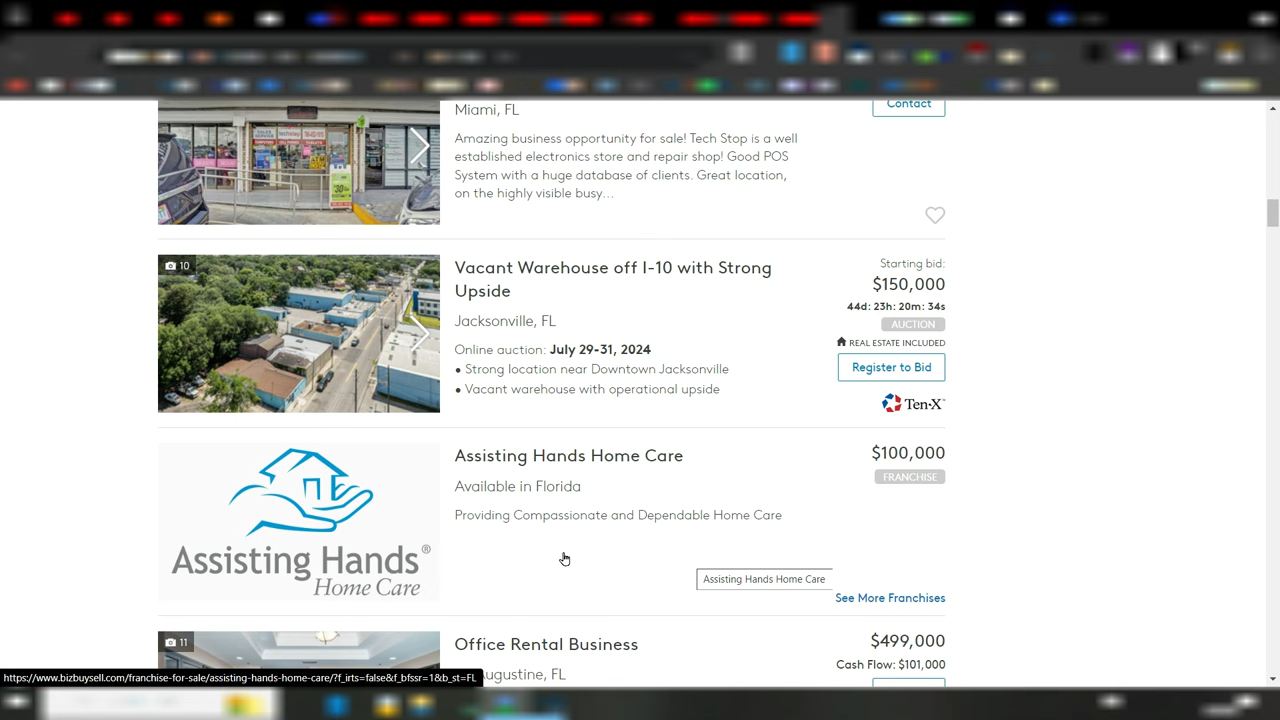 Miami, FL
Contact
Amazing business opportunity for sale! Tech Stop is a well
established electronics store and repair shop! Good POS
System with a huge database of clients. Great location,
on the highly visible busy...
10
Vacant Warehouse off I-10 with Strong
Upside
Jacksonville, FL
Online auction: July 29-31, 2024
• Strong location near Downtown Jacksonville
• Vacant warehouse with operational upside
Starting bid:
$150,000
44d: 23h: 20m: 34s
AUCTION
REAL ESTATE INCLUDED
Register to Bid
Ten-X
Assisting Hands®
Home Care
Assisting Hands Home Care
Available in Florida
Providing Compassionate and Dependable Home Care
$100,000
FRANCHISE
Assisting Hands Home Care
See More Franchises
11
Office Rental Business
Augustine, FL
$499,000
Cash Flow: $101,000
https://www.bizbuysell.com/franchise-for-sale/assisting-hands-home-care/?f_irts=false&f_bfssr=1&b_st=FL